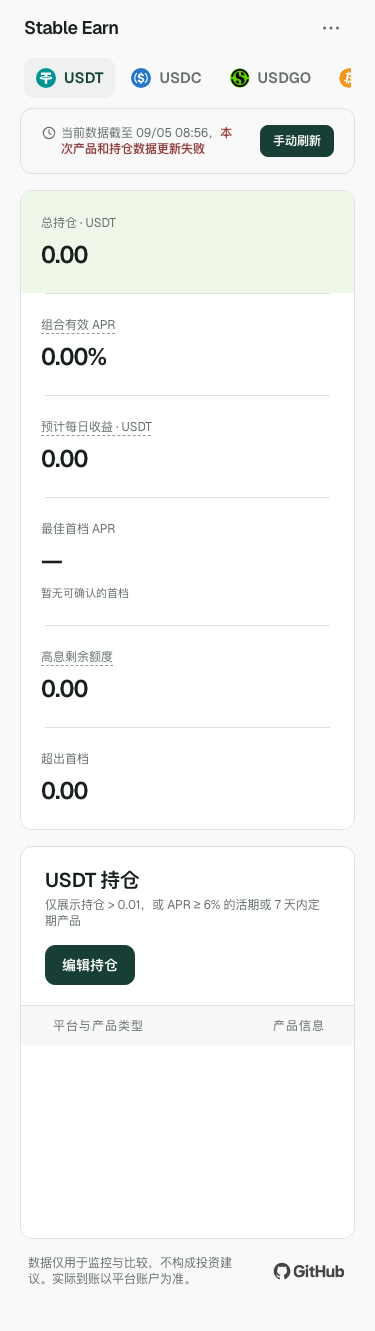 Stable Earn
USDT USDC USDGO
当前数据截至 09/05 08:56，本
次产品和持仓数据更新失败
手动刷新
总持仓 · USDT
0.00
组合有效 APR
0.00%
预计每日收益 · USDT
0.00
最佳首档 APR
—
暂无可确认的首档
高息剩余额度
0.00
超出首档
0.00
USDT 持仓
仅展示持仓 > 0.01，或 APR ≥ 6% 的活期或 7 天内定
期产品
编辑持仓
平台与产品类型 产品信息
数据仅用于监控与比较，不构成投资建
议。实际到账以平台账户为准。
GitHub